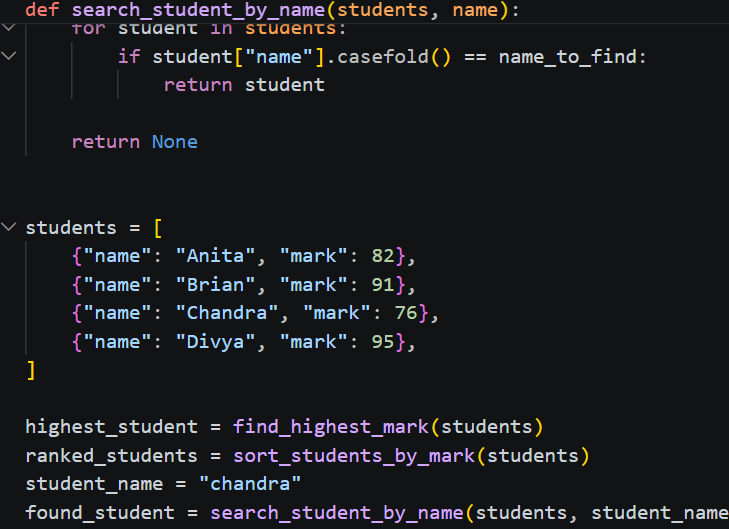 def search_student_by_name(students, name):
    for student in students:
        if student["name"].casefold() == name_to_find:
            return student

    return None


students = [
    {"name": "Anita", "mark": 82},
    {"name": "Brian", "mark": 91},
    {"name": "Chandra", "mark": 76},
    {"name": "Divya", "mark": 95},
]

highest_student = find_highest_mark(students)
ranked_students = sort_students_by_mark(students)
student_name = "chandra"
found_student = search_student_by_name(students, student_name